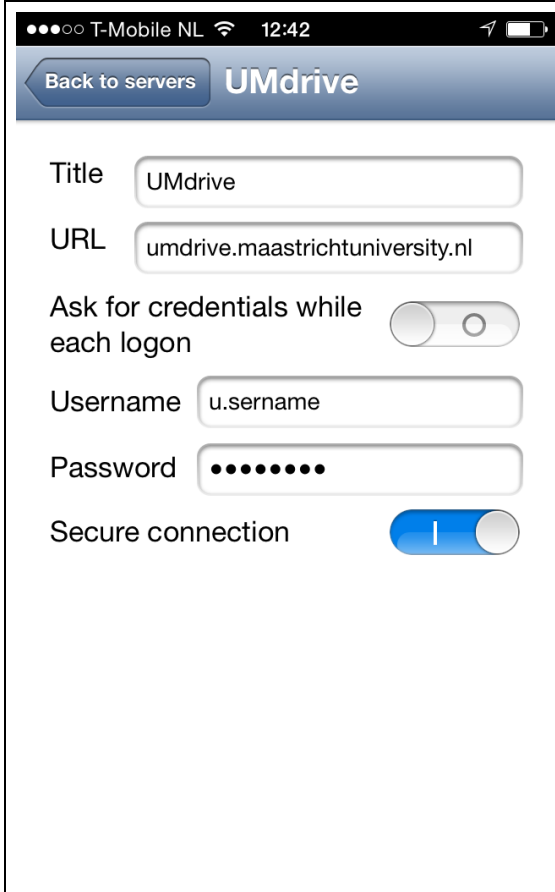 T-Mobile NL 12:42
Back to servers UMdrive
Title UMdrive
URL umdrive.maastrichtuniversity.nl
Ask for credentials while
each logon
Username u.sername
Password ••••••••
Secure connection